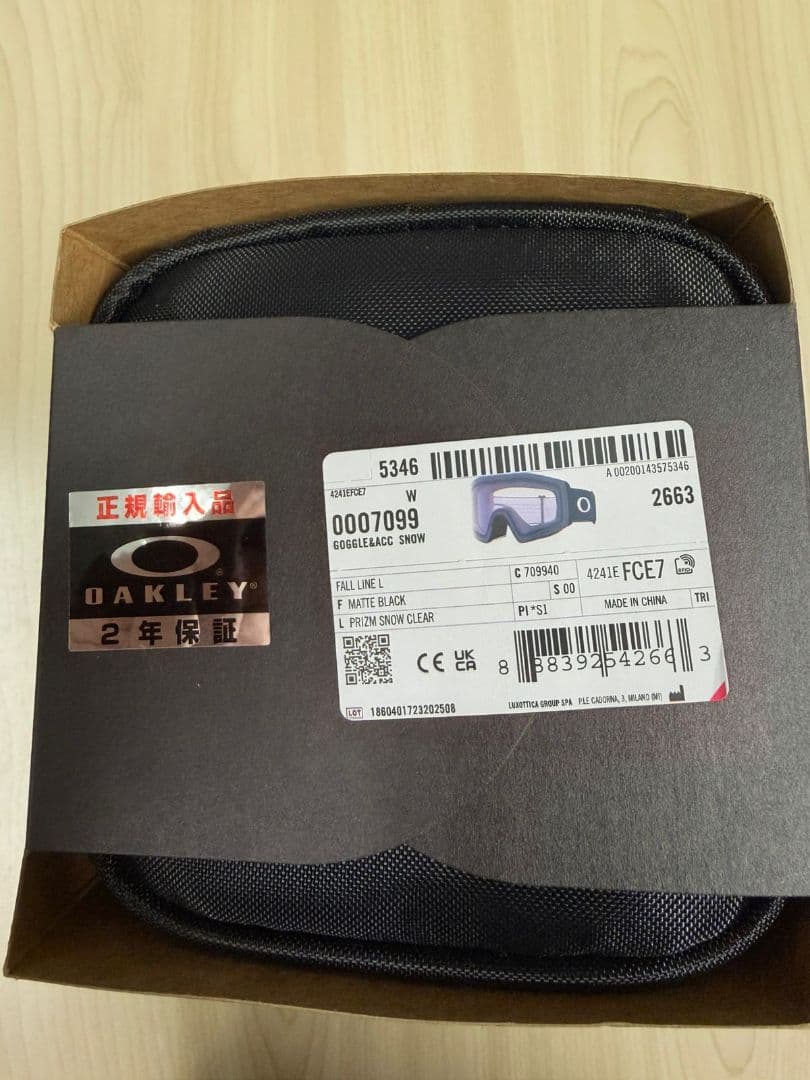 正規輸入品
OAKLEY®
2年保証
5346
A 00200143575346
4241EFCE7
W
0007099
2663
GOGGLE&ACC SNOW
FALL LINE L
C 709940
4241E FCE7
RFID
F MATTE BLACK
S 00
L PRIZM SNOW CLEAR
PI *S1
MADE IN CHINA
TRI
CE UK CA
8 883925426663 3
LOT 1860401723202508
LUXOTTICA GROUP SPA P.LE CADORNA, 3, MILANO (MI)